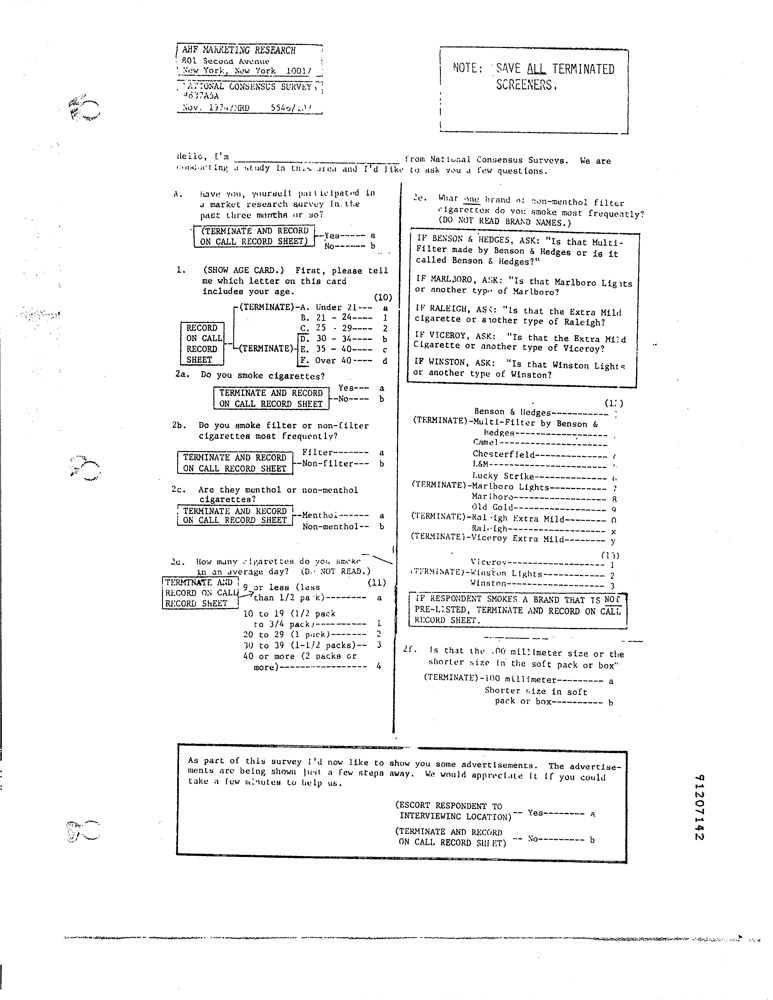 AHF MARKETING RESEARCH
801 Second Avenue
New York, New York 10017
NATIONAL CONSENSUS SURVEY
#637A5A
Nov.
NOTE: SAVE ALL TERMINATED
SCREENERS.
Hello, I'm ______________________________ from National Consensus Surveys. We are
conducting a study in this area and I'd like to ask you a few questions.
A. Have you, yourself participated in
a market research survey in the
past three months or so?
(TERMINATE AND RECORD
ON CALL RECORD SHEET)
Yes----- a
No------ b
1. (SHOW AGE CARD.) First, please tell
me which letter on this card
includes your age.
(10)
(TERMINATE)-A. Under 21--- a
B. 21 - 24---- 1
C. 25 - 29---- 2
D. 30 - 34---- b
(TERMINATE)-E. 35 - 40---- c
F. Over 40---- d
RECORD
ON CALL
RECORD
SHEET
2a. Do you smoke cigarettes?
TERMINATE AND RECORD
ON CALL RECORD SHEET
Yes--- a
--No---- b
2b. Do you smoke filter or non-filter
cigarettes most frequently?
TERMINATE AND RECORD
ON CALL RECORD SHEET
Filter------- a
--Non-filter--- b
2c. Are they menthol or non-menthol
cigarettes?
TERMINATE AND RECORD
ON CALL RECORD SHEET
--Menthol------ a
Non-menthol-- b
2d. How many cigarettes do you smoke
in an average day? (DO NOT READ.)
(11)
TERMINATE AND
RECORD ON CALL
RECORD SHEET
9 or less (less
than 1/2 pack)-------- a
10 to 19 (1/2 pack
to 3/4 pack)---------- 1
20 to 29 (1 pack)------- 2
30 to 39 (1-1/2 packs)-- 3
40 or more (2 packs or
more)----------------- 4
2e. What one brand of non-menthol filter
cigarettes do you smoke most frequently?
(DO NOT READ BRAND NAMES.)
IF BENSON & HEDGES, ASK: "Is that Multi-
Filter made by Benson & Hedges or is it
called Benson & Hedges?"
IF MARLBORO, ASK: "Is that Marlboro Lights
or another type of Marlboro?
IF RALEIGH, ASK: "Is that the Extra Mild
cigarette or another type of Raleigh?
IF VICEROY, ASK: "Is that the Extra Mild
Cigarette or another type of Viceroy?
IF WINSTON, ASK: "Is that Winston Lights
or another type of Winston?
Benson & Hedges-----------
(TERMINATE)-Multi-Filter by Benson &
Hedges-----------------
Camel--------------------
Chesterfield-------------
L&M---------------------
Lucky Strike------------
(TERMINATE)-Marlboro Lights----------- 7
Marlboro------------------ 8
Old Gold------------------ 9
(TERMINATE)-Raleigh Extra Mild-------- 0
Raleigh------------------- x
(TERMINATE)-Viceroy Extra Mild-------- y
Viceroy------------------- 1
(TERMINATE)-Winston Lights------------ 2
Winston------------------- 3
IF RESPONDENT SMOKES A BRAND THAT IS NOT
PRE-LISTED, TERMINATE AND RECORD ON CALL
RECORD SHEET.
2f. Is that the 100 millimeter size or the
shorter size in the soft pack or box"
(TERMINATE)-100 millimeter--------- a
Shorter size in soft
pack or box---------- b
As part of this survey I'd now like to show you some advertisements. The advertise-
ments are being shown just a few steps away. We would appreciate it if you could
take a few minutes to help us.
(ESCORT RESPONDENT TO
INTERVIEWING LOCATION)-- Yes-------- a
(TERMINATE AND RECORD
ON CALL RECORD SHEET) -- No--------- b
91207142